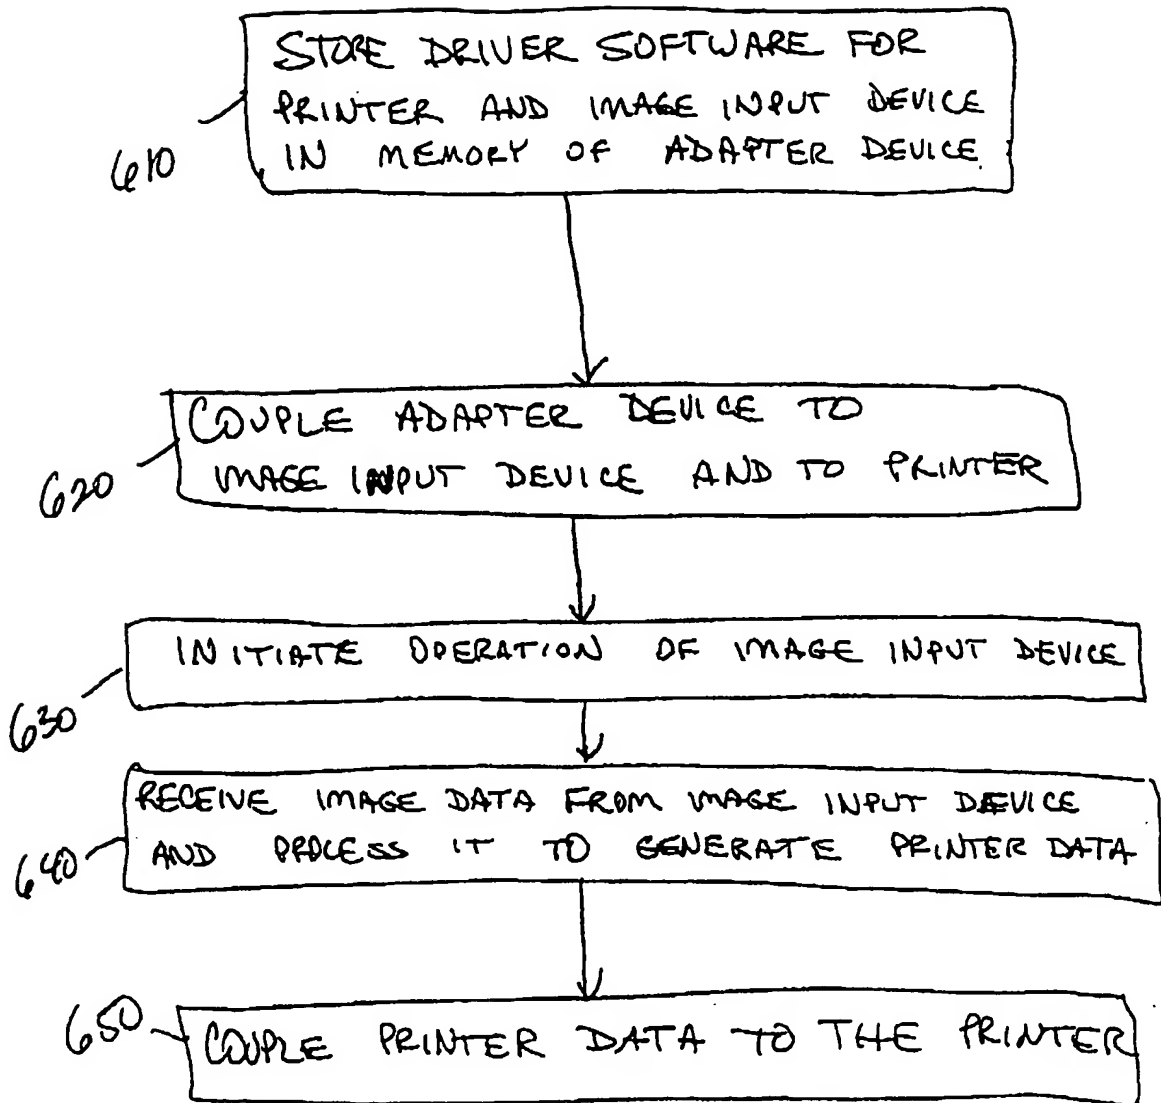 STORE DRIVER SOFTWARE FOR
PRINTER AND IMAGE INPUT DEVICE
IN MEMORY OF ADAPTER DEVICE
610
COUPLE ADAPTER DEVICE TO
IMAGE INPUT DEVICE AND TO PRINTER
620
INITIATE OPERATION OF IMAGE INPUT DEVICE
630
RECEIVE IMAGE DATA FROM IMAGE INPUT DEVICE
AND PROCESS IT TO GENERATE PRINTER DATA
640
650
COUPLE PRINTER DATA TO THE PRINTER